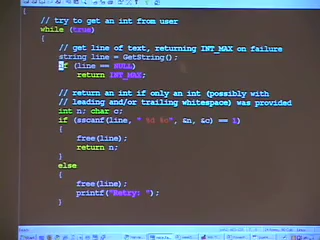 {
// try to get an int from user
while (true)
{
// get line of text, returning INT_MAX on failure
string line = GetString();
if (line == NULL)
return INT_MAX;
// return an int if only an int (possibly with
// leading and/or trailing whitespace) was provided
int n; char c;
if (sscanf(line, " %d %c", &n, &c) == 1)
{
free(line);
return n;
}
else
{
free(line);
printf("Retry: ");
}
}